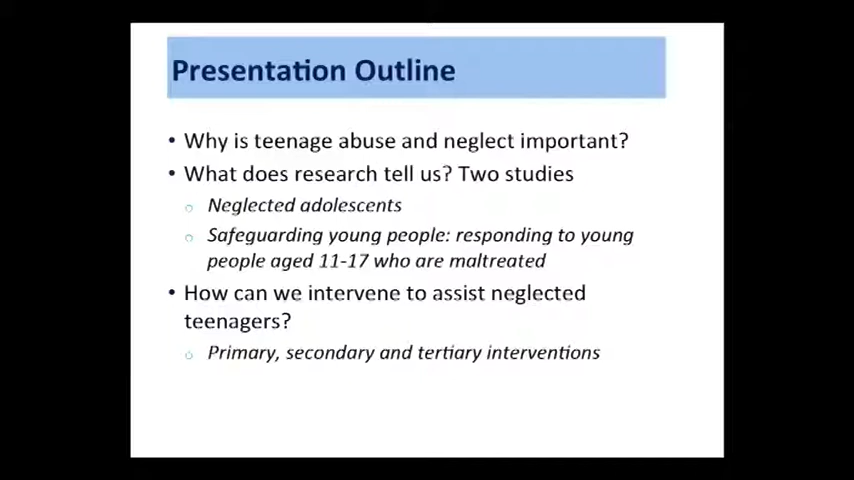 Presentation Outline
• Why is teenage abuse and neglect important?
• What does research tell us? Two studies
○ Neglected adolescents
○ Safeguarding young people: responding to young
people aged 11-17 who are maltreated
• How can we intervene to assist neglected
teenagers?
○ Primary, secondary and tertiary interventions